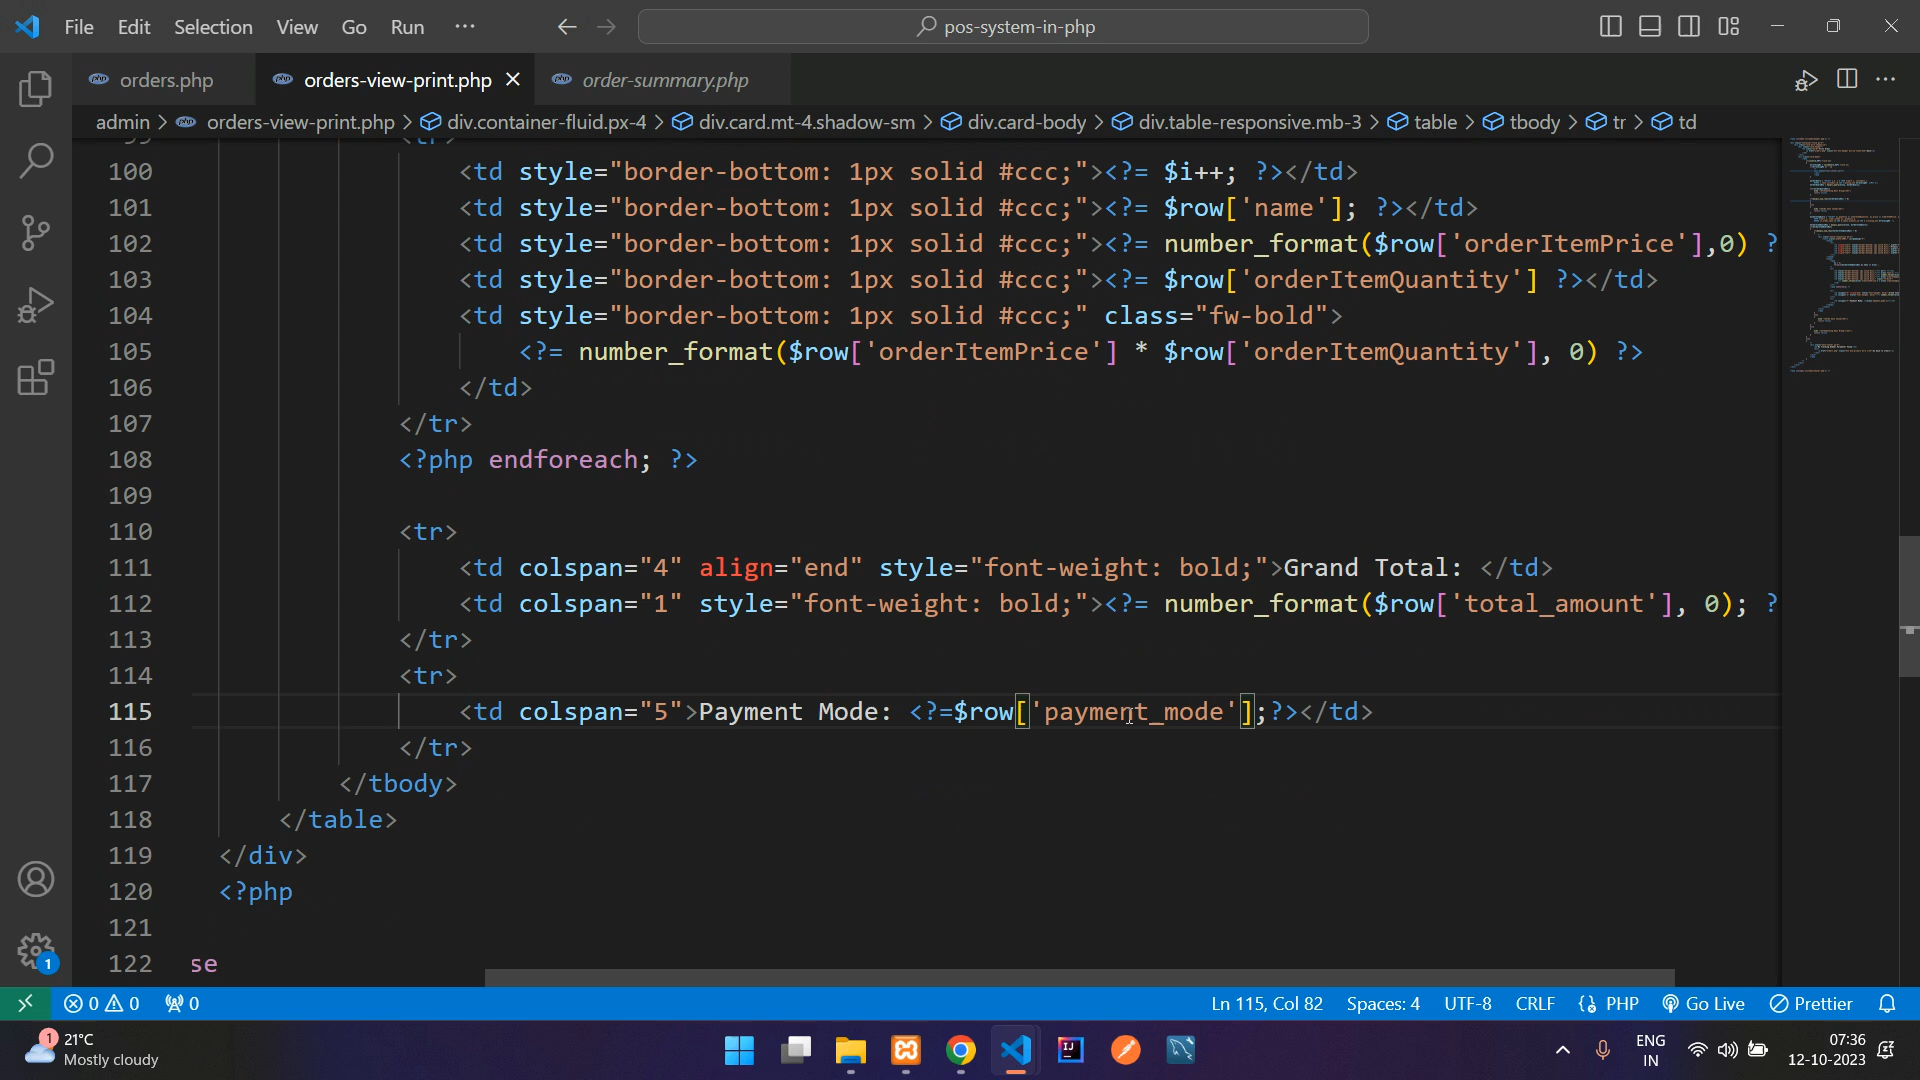 File Edit Selection View Go Run ···
pos-system-in-php
orders.php
orders-view-print.php
order-summary.php
admin > orders-view-print.php > div.container-fluid.px-4 > div.card.mt-4.shadow-sm > div.card-body > div.table-responsive.mb-3 > table > tbody > tr > td
99 <tr>
100 <td style="border-bottom: 1px solid #ccc;"><?= $i++; ?></td>
101 <td style="border-bottom: 1px solid #ccc;"><?= $row['name']; ?></td>
102 <td style="border-bottom: 1px solid #ccc;"><?= number_format($row['orderItemPrice'],0) ?
103 <td style="border-bottom: 1px solid #ccc;"><?= $row['orderItemQuantity'] ?></td>
104 <td style="border-bottom: 1px solid #ccc;" class="fw-bold">
105 <?= number_format($row['orderItemPrice'] * $row['orderItemQuantity'], 0) ?>
106 </td>
107 </tr>
108 <?php endforeach; ?>
109
110 <tr>
111 <td colspan="4" align="end" style="font-weight: bold;">Grand Total: </td>
112 <td colspan="1" style="font-weight: bold;"><?= number_format($row['total_amount'], 0); ?
113 </tr>
114 <tr>
115 <td colspan="5">Payment Mode: <?=$row['payment_mode'];?></td>
116 </tr>
117 </tbody>
118 </table>
119 </div>
120 <?php
121
122 se
1
0 0 0 Ln 115, Col 82 Spaces: 4 UTF-8 CRLF PHP Go Live Prettier
1 21°C
Mostly cloudy
ENG
IN
07:36
12-10-2023